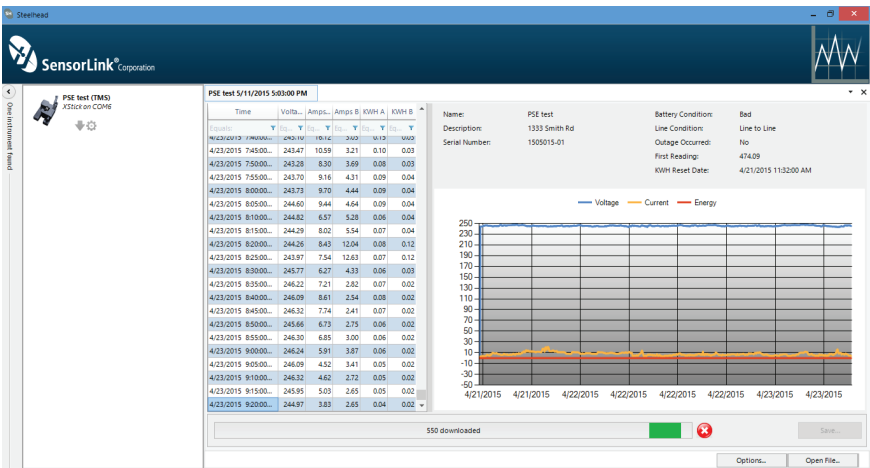 Steelhead
SensorLink® Corporation
One instrument found
PSE test (TMS)
XStick on COM6
PSE test 5/11/2015 5:03:00 PM
Time Volta... Amps... Amps B KWH A KWH B
Equals: Eq... Eq... Eq... Eq... Eq...
4/23/2015 7:40:00... 243.10 16.12 3.05 0.15 0.03
4/23/2015 7:45:00... 243.47 10.59 3.21 0.10 0.03
4/23/2015 7:50:00... 243.28 8.30 3.69 0.08 0.03
4/23/2015 7:55:00... 243.70 9.16 4.31 0.09 0.04
4/23/2015 8:00:00... 243.73 9.70 4.44 0.09 0.04
4/23/2015 8:05:00... 244.60 9.44 4.64 0.09 0.04
4/23/2015 8:10:00... 244.82 6.57 5.28 0.06 0.04
4/23/2015 8:15:00... 244.29 8.02 5.54 0.07 0.04
4/23/2015 8:20:00... 244.26 8.43 12.04 0.08 0.12
4/23/2015 8:25:00... 243.97 7.54 12.63 0.07 0.12
4/23/2015 8:30:00... 245.77 6.27 4.33 0.06 0.03
4/23/2015 8:35:00... 246.22 7.21 2.82 0.07 0.02
4/23/2015 8:40:00... 246.09 8.61 2.54 0.08 0.02
4/23/2015 8:45:00... 246.32 7.74 2.41 0.07 0.02
4/23/2015 8:50:00... 245.66 6.73 2.75 0.06 0.02
4/23/2015 8:55:00... 246.30 6.85 3.00 0.06 0.02
4/23/2015 9:00:00... 246.24 5.91 3.87 0.06 0.02
4/23/2015 9:05:00... 246.09 4.52 3.41 0.05 0.02
4/23/2015 9:10:00... 246.32 4.62 2.72 0.05 0.02
4/23/2015 9:15:00... 245.95 5.03 2.65 0.05 0.02
4/23/2015 9:20:00... 244.97 3.83 2.65 0.04 0.02
Name: PSE test
Description: 1333 Smith Rd
Serial Number: 1505015-01
Battery Condition: Bad
Line Condition: Line to Line
Outage Occurred: No
First Reading: 474.09
KWH Reset Date: 4/21/2015 11:32:00 AM
Voltage Current Energy
250
230
210
190
170
150
130
110
90
70
50
30
10
-10
-30
-50
4/21/2015 4/21/2015 4/22/2015 4/22/2015 4/22/2015 4/22/2015 4/23/2015 4/23/2015
550 downloaded
Save...
Options... Open File...